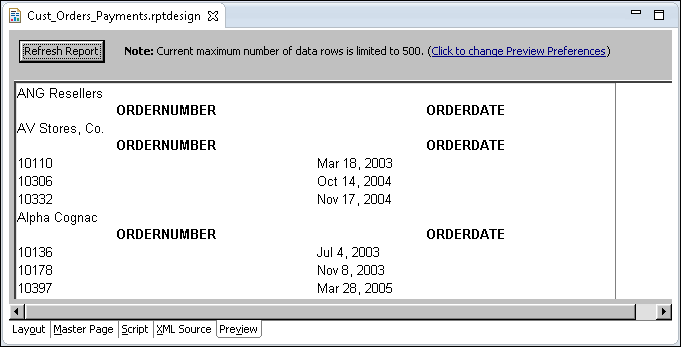 Cust_Orders_Payments.rptdesign
Refresh Report Note: Current maximum number of data rows is limited to 500. (Click to change Preview Preferences)
ANG Resellers
ORDERNUMBER ORDERDATE
AV Stores, Co.
ORDERNUMBER ORDERDATE
10110 Mar 18, 2003
10306 Oct 14, 2004
10332 Nov 17, 2004
Alpha Cognac
ORDERNUMBER ORDERDATE
10136 Jul 4, 2003
10178 Nov 8, 2003
10397 Mar 28, 2005
Layout Master Page Script XML Source Preview